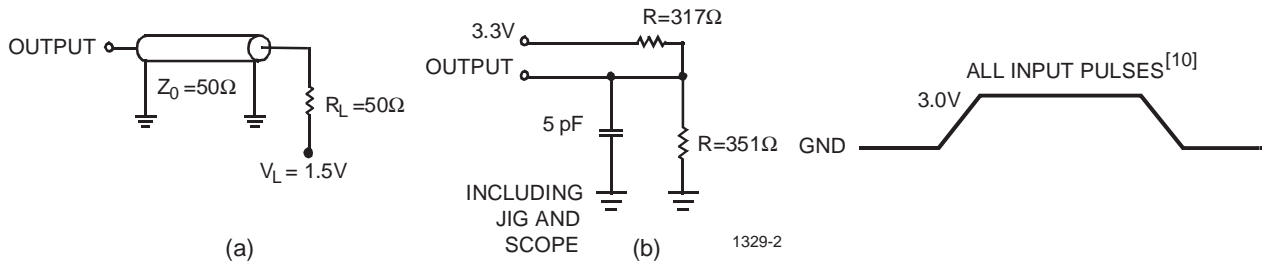 OUTPUT
Z0 =50Ω
RL =50Ω
VL = 1.5V
(a)
R=317Ω
3.3V
OUTPUT
5 pF
R=351Ω
INCLUDING
JIG AND
SCOPE
(b)
1329-2
ALL INPUT PULSES[10]
3.0V
GND